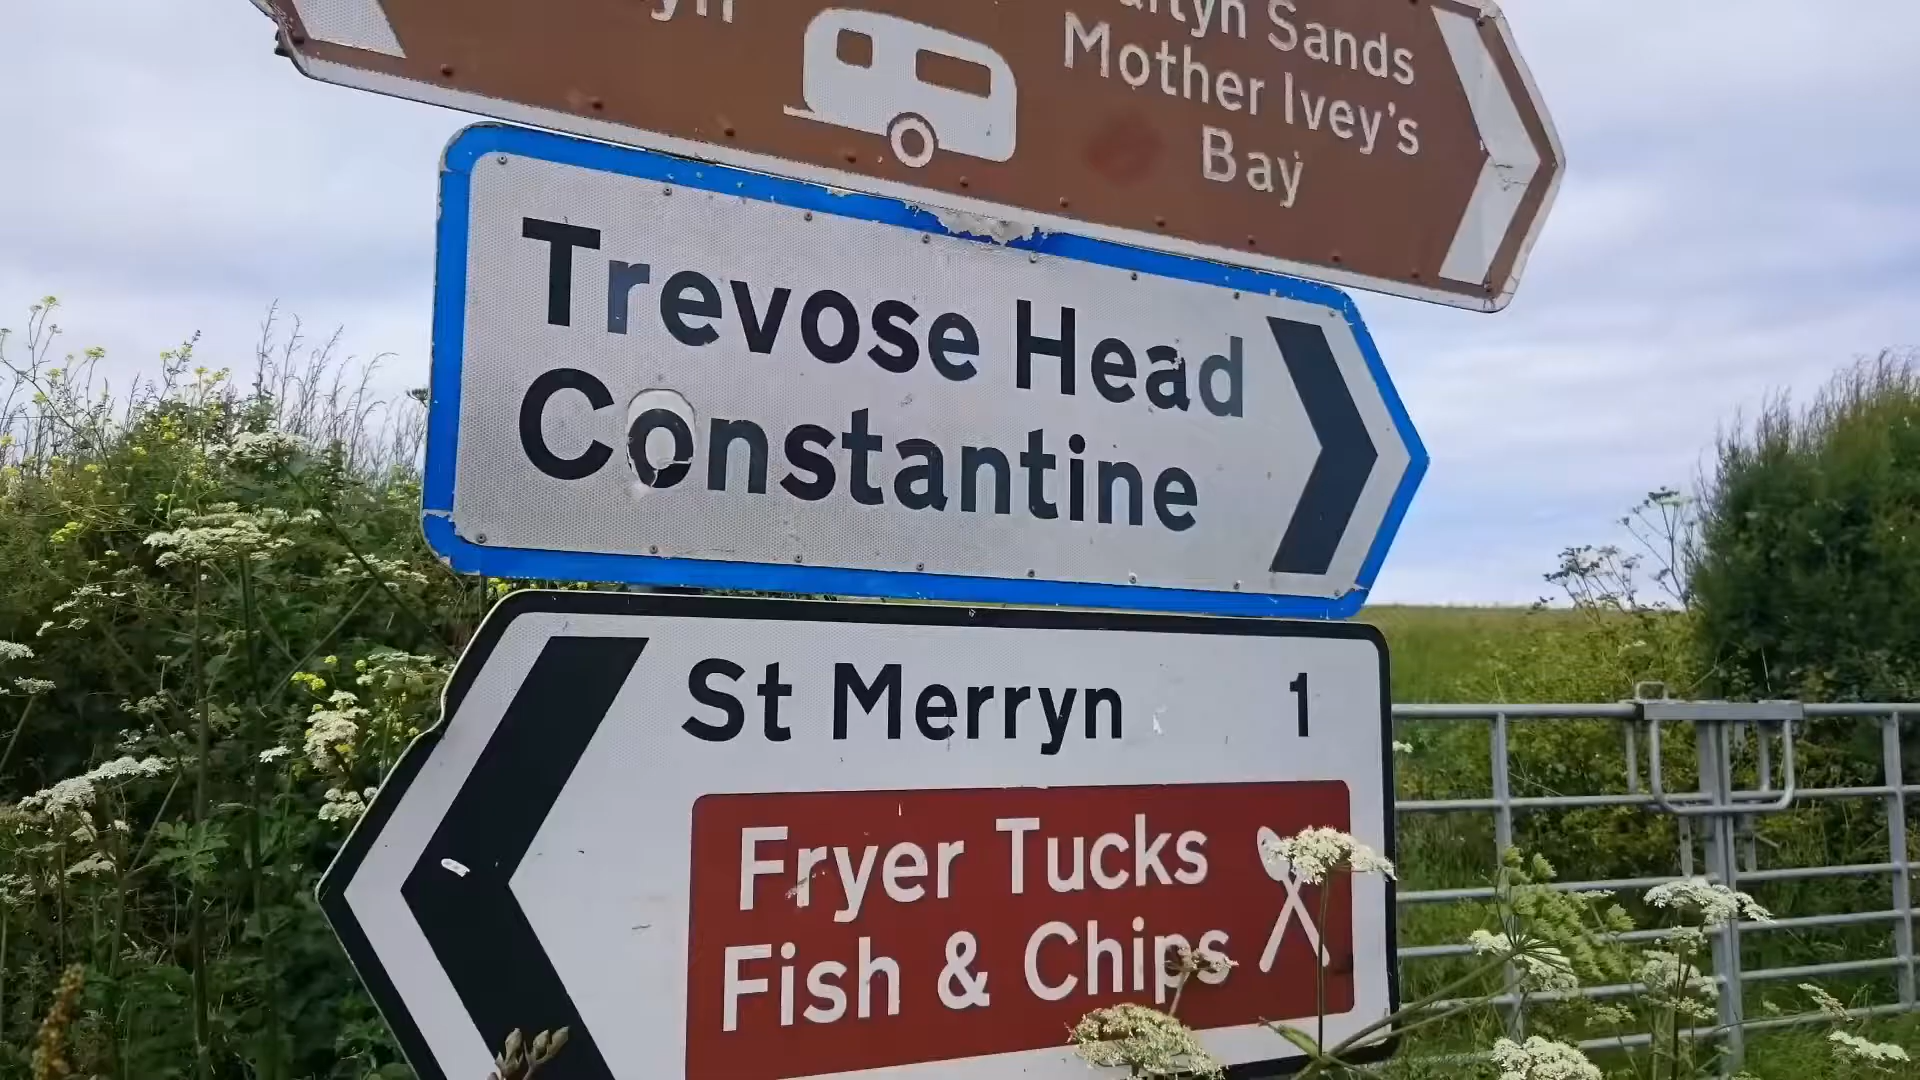 Sands
Mother Ivey's
Bay
Trevose Head
Constantine
St Merryn 1
Fryer Tucks
Fish & Chips